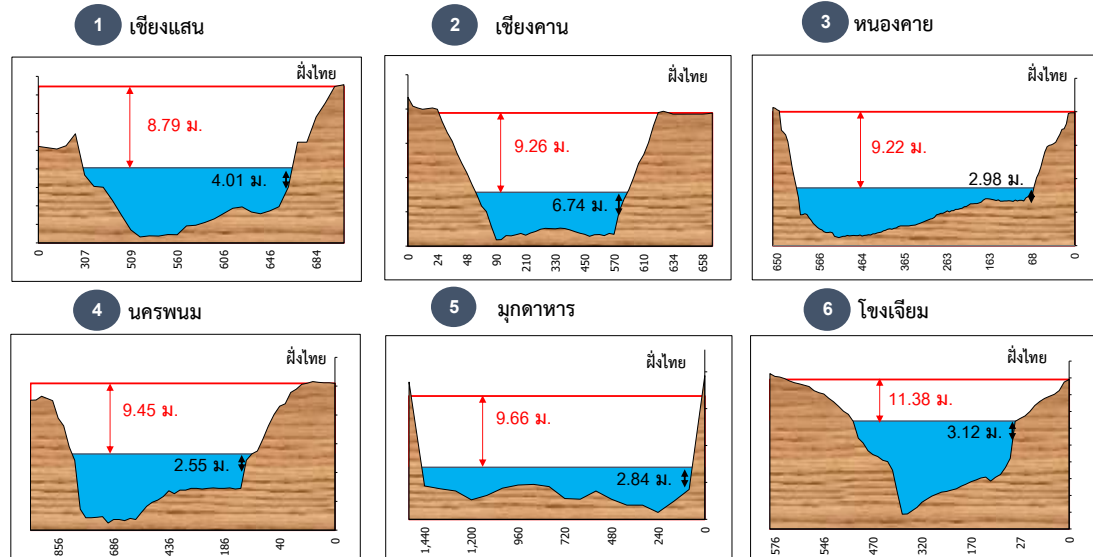 1 เชียงแสน
ฝั่งไทย
8.79 ม.
4.01 ม.
0 307 509 560 606 646 684
2 เชียงคาน
ฝั่งไทย
9.26 ม.
6.74 ม.
0 24 48 90 210 330 450 570 610 634 658
3 หนองคาย
ฝั่งไทย
9.22 ม.
2.98 ม.
650 566 464 365 263 163 68 0
4 นครพนม
ฝั่งไทย
9.45 ม.
2.55 ม.
856 686 436 186 40 0
5 มุกดาหาร
ฝั่งไทย
9.66 ม.
2.84 ม.
1,440 1,200 960 720 480 240 0
6 โขงเจียม
ฝั่งไทย
11.38 ม.
3.12 ม.
576 546 470 320 170 27 0